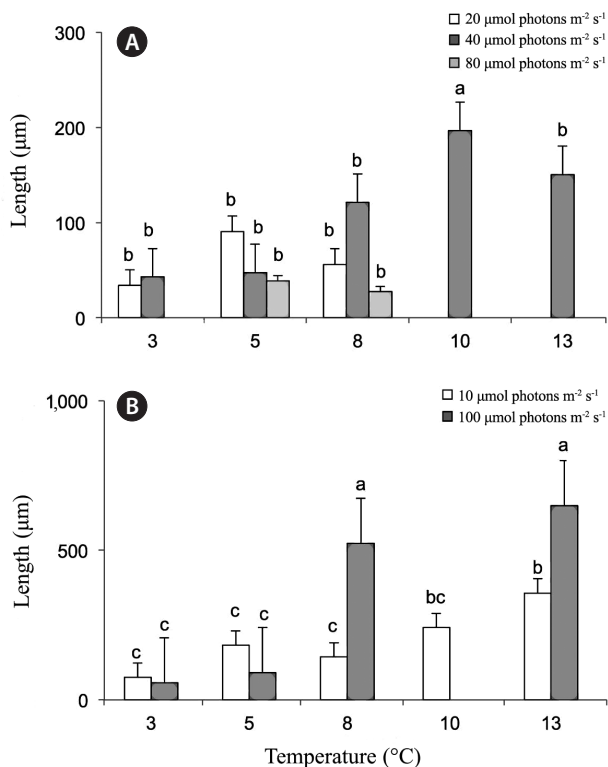 A
20 μmol photons m⁻² s⁻¹
40 μmol photons m⁻² s⁻¹
80 μmol photons m⁻² s⁻¹
Length (μm)
300
200
100
0
b b b b b b b b a b
3 5 8 10 13
B
10 μmol photons m⁻² s⁻¹
100 μmol photons m⁻² s⁻¹
Length (μm)
1,000
500
0
c c c c c a bc b a
3 5 8 10 13
Temperature (°C)